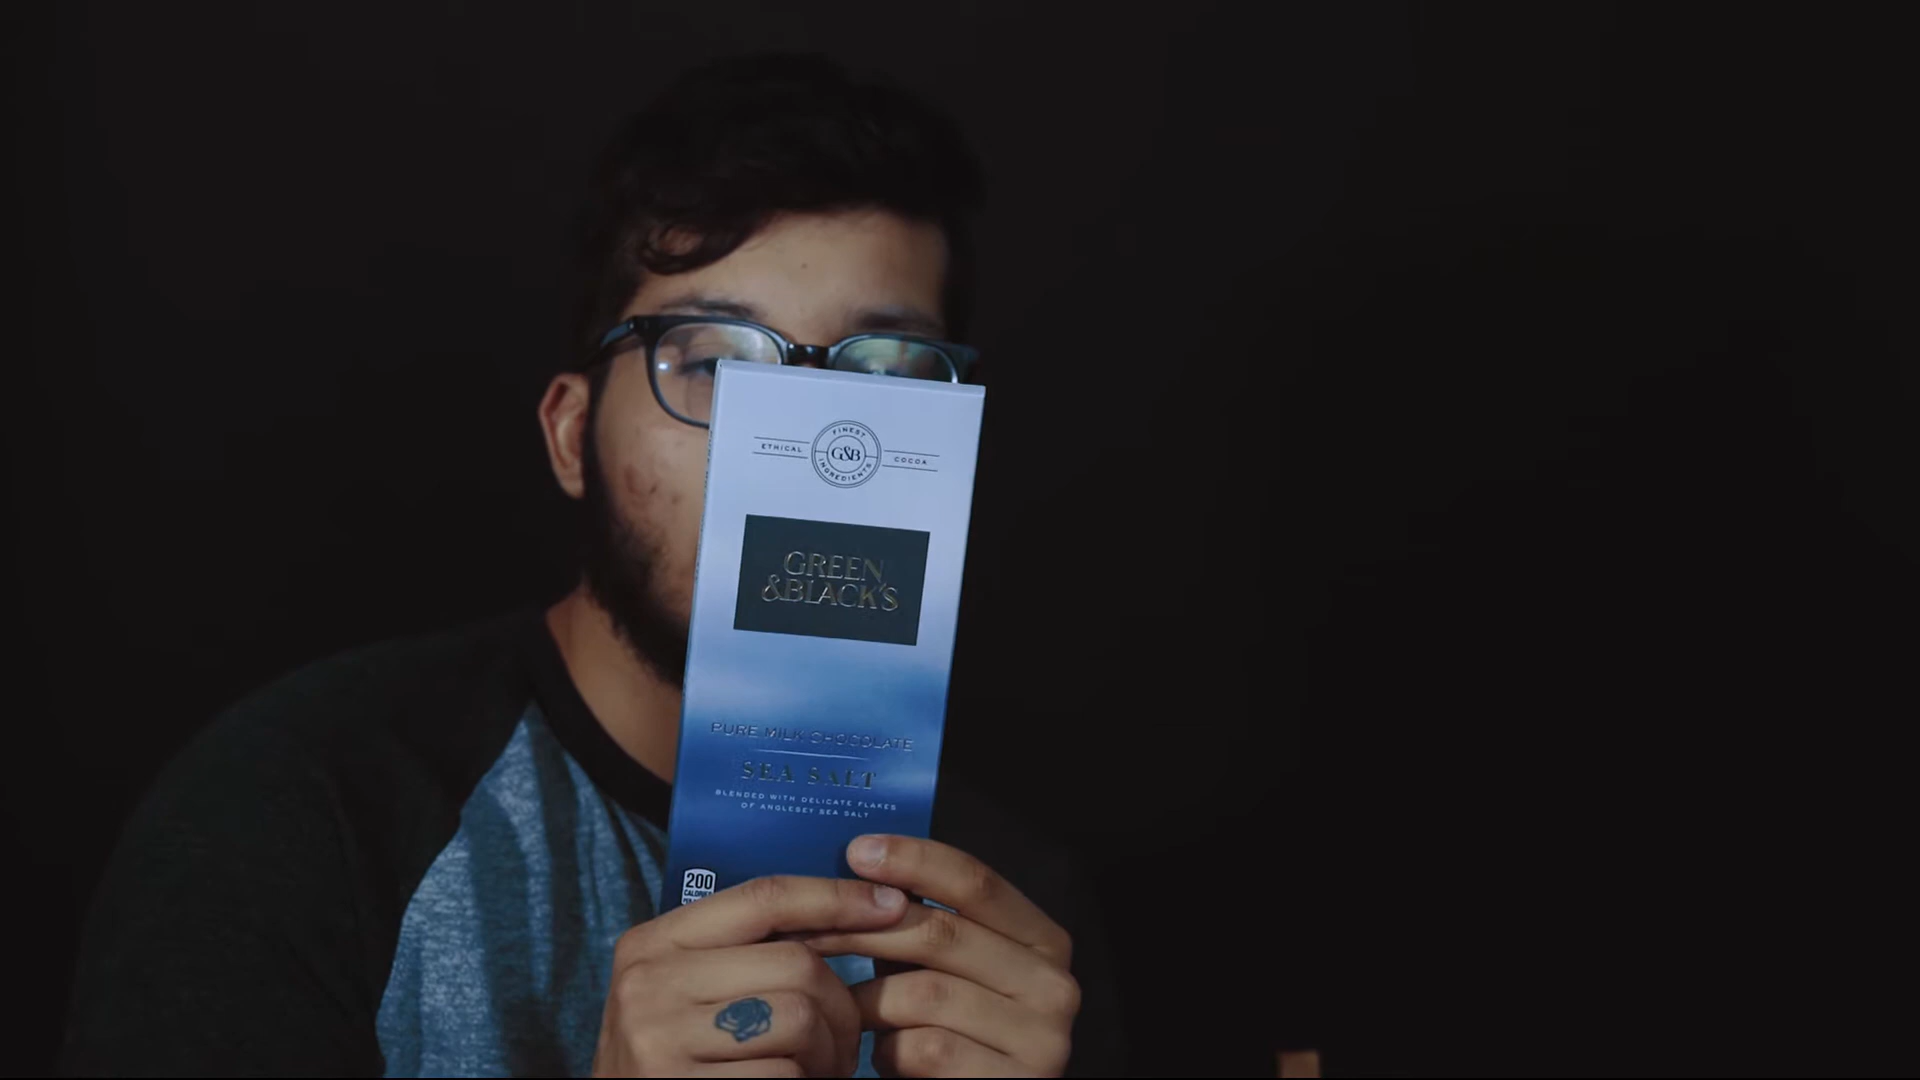 FINEST
ETHICAL G&B COCOA
INGREDIENTS
GREEN
&BLACK'S
PURE MILK CHOCOLATE
SEA SALT
BLENDED WITH DELICATE FLAKES
OF ANGLESEY SEA SALT
200
CALORIES